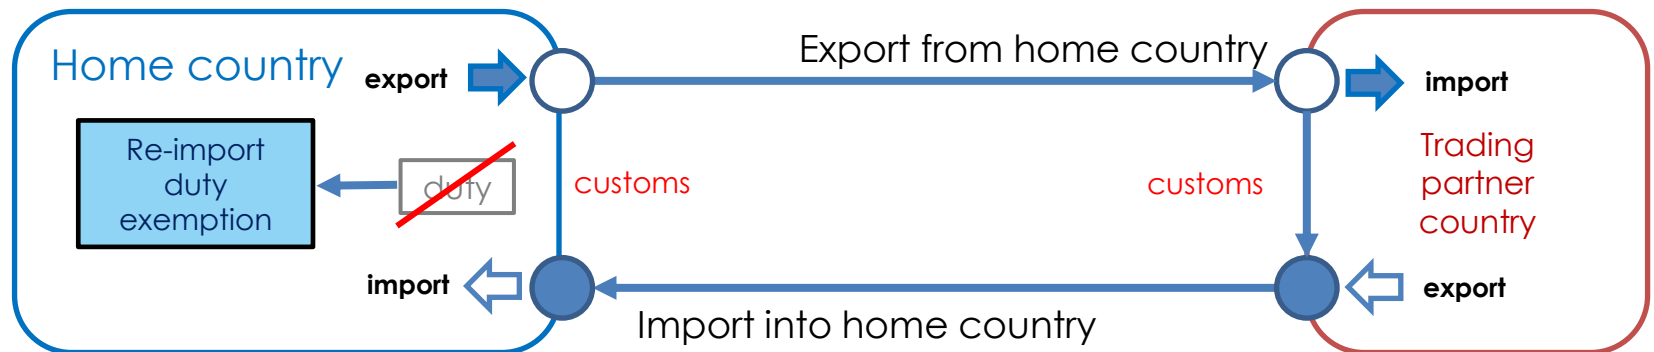 Home country
export
Export from home country
import
Re-import
duty
exemption
duty
customs
customs
Trading
partner
country
import
Import into home country
export